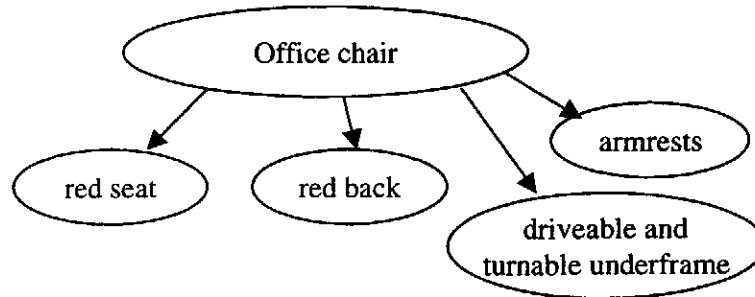 Office chair
armrests
red seat
red back
driveable and
turnable underframe